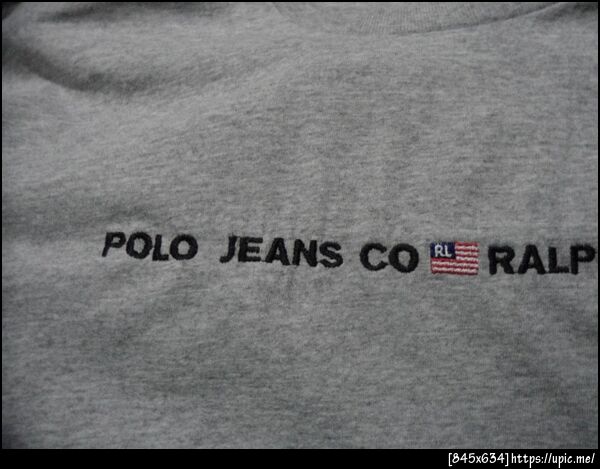 POLO JEANS CO RL RALP
[845x634]https://upic.me/